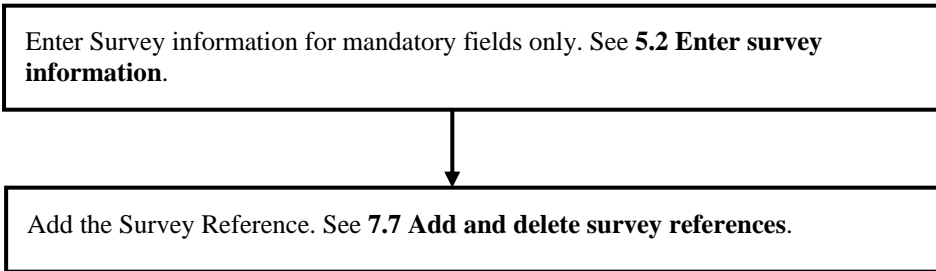 Enter Survey information for mandatory fields only. See 5.2 Enter survey
information.
Add the Survey Reference. See 7.7 Add and delete survey references.